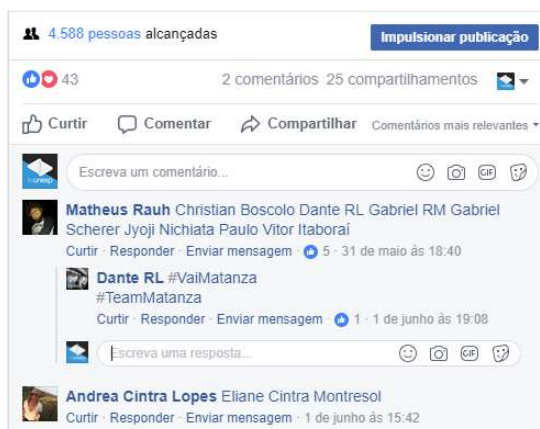 4.588 pessoas alcançadas
Impulsionar publicação
43
2 comentários 25 compartilhamentos
Curtir Comentar Compartilhar Comentários mais relevantes
Escreva um comentário...
GIF
Matheus Rauh Christian Boscolo Dante RL Gabriel RM Gabriel
Scherer Jyoji Nichiata Paulo Vitor Itaboraí
Curtir · Responder · Enviar mensagem · 5 · 31 de maio às 18:40
Dante RL #VaiMatanza
#TeamMatanza
Curtir · Responder · Enviar mensagem · 1 · 1 de junho às 19:08
Escreva uma resposta...
GIF
Andrea Cintra Lopes Eliane Cintra Montresol
Curtir · Responder · Enviar mensagem · 1 de junho às 15:42